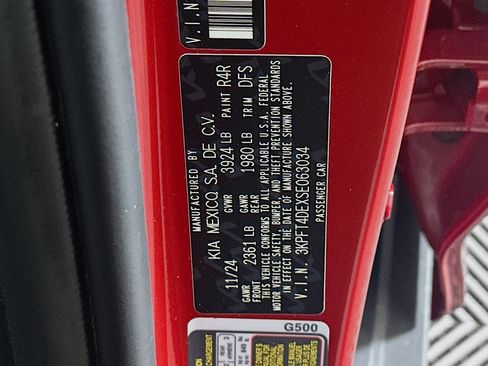 V.I.N
MANUFACTURED BY
KIA MEXICO, S.A. DE C.V.
11/24 GVWR 3924 LB PAINT R4R
GAWR FRONT 2361 LB GAWR REAR 1980 LB TRIM DFS
THIS VEHICLE CONFORMS TO ALL APPLICABLE U.S.A. FEDERAL
MOTOR VEHICLE SAFETY, BUMPER, AND THEFT PREVENTION STANDARDS
IN EFFECT ON THE DATE OF MANUFACTURE SHOWN ABOVE.
V.I.N. 3KPFT4DEXSE063034
PASSENGER CAR
G500